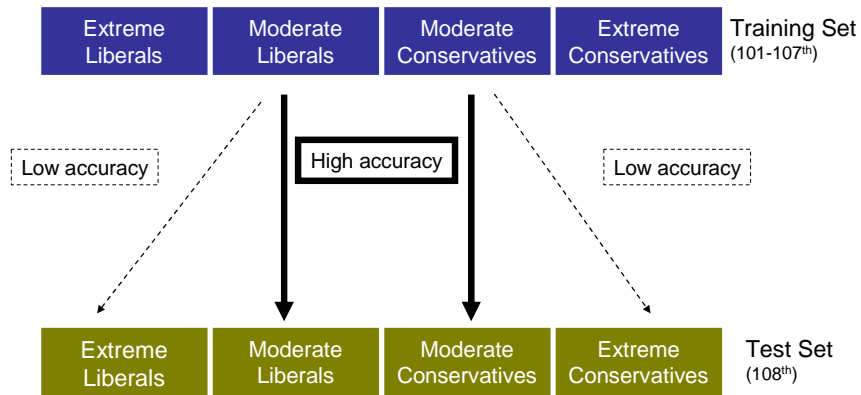 Extreme
Liberals
Moderate
Liberals
Moderate
Conservatives
Extreme
Conservatives
Training Set
(101-107th)
Low accuracy
High accuracy
Low accuracy
Extreme
Liberals
Moderate
Liberals
Moderate
Conservatives
Extreme
Conservatives
Test Set
(108th)